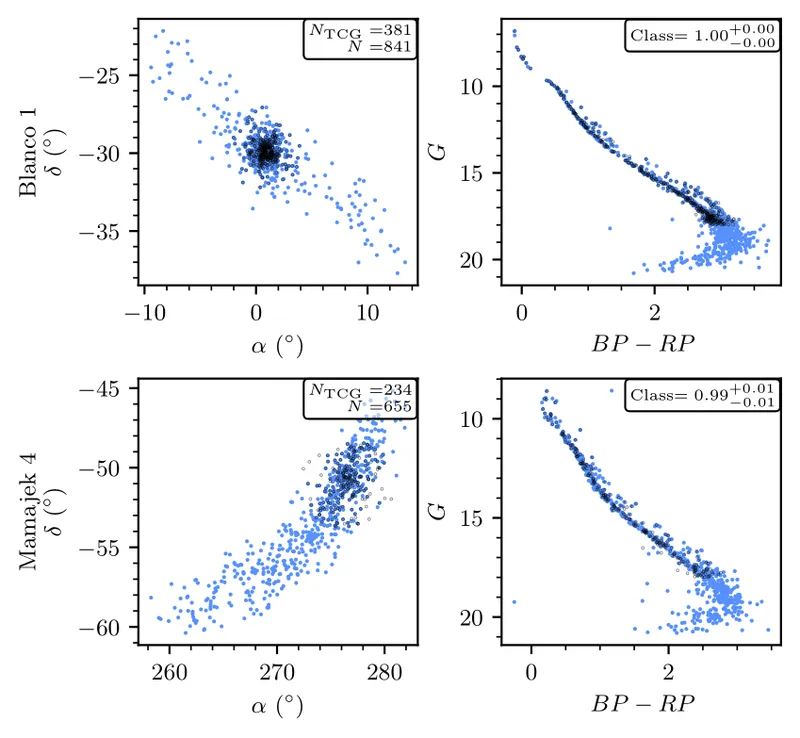 Blanco 1
δ (°)
−25
−30
−35
N_TCG =381
N =841
−10 0 10
α (°)
G
10
15
20
Class= 1.00^{+0.00}_{−0.00}
0 2
BP − RP
Mamajek 4
δ (°)
−45
−50
−55
−60
N_TCG =234
N =655
260 270 280
α (°)
G
10
15
20
Class= 0.99^{+0.01}_{−0.01}
0 2
BP − RP